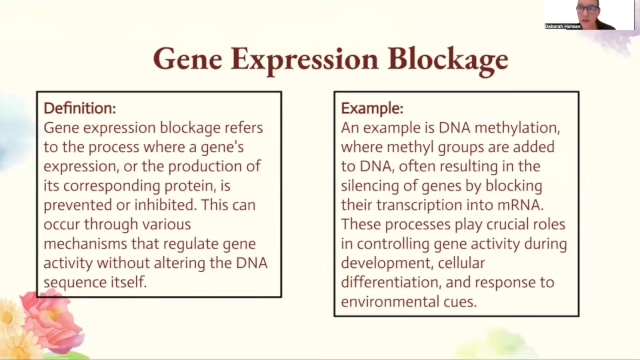 Deborah Hansen
Gene Expression Blockage
Definition:
Gene expression blockage refers
to the process where a gene's
expression, or the production of
its corresponding protein, is
prevented or inhibited. This can
occur through various
mechanisms that regulate gene
activity without altering the DNA
sequence itself.
Example:
An example is DNA methylation,
where methyl groups are added
to DNA, often resulting in the
silencing of genes by blocking
their transcription into mRNA.
These processes play crucial roles
in controlling gene activity during
development, cellular
differentiation, and response to
environmental cues.